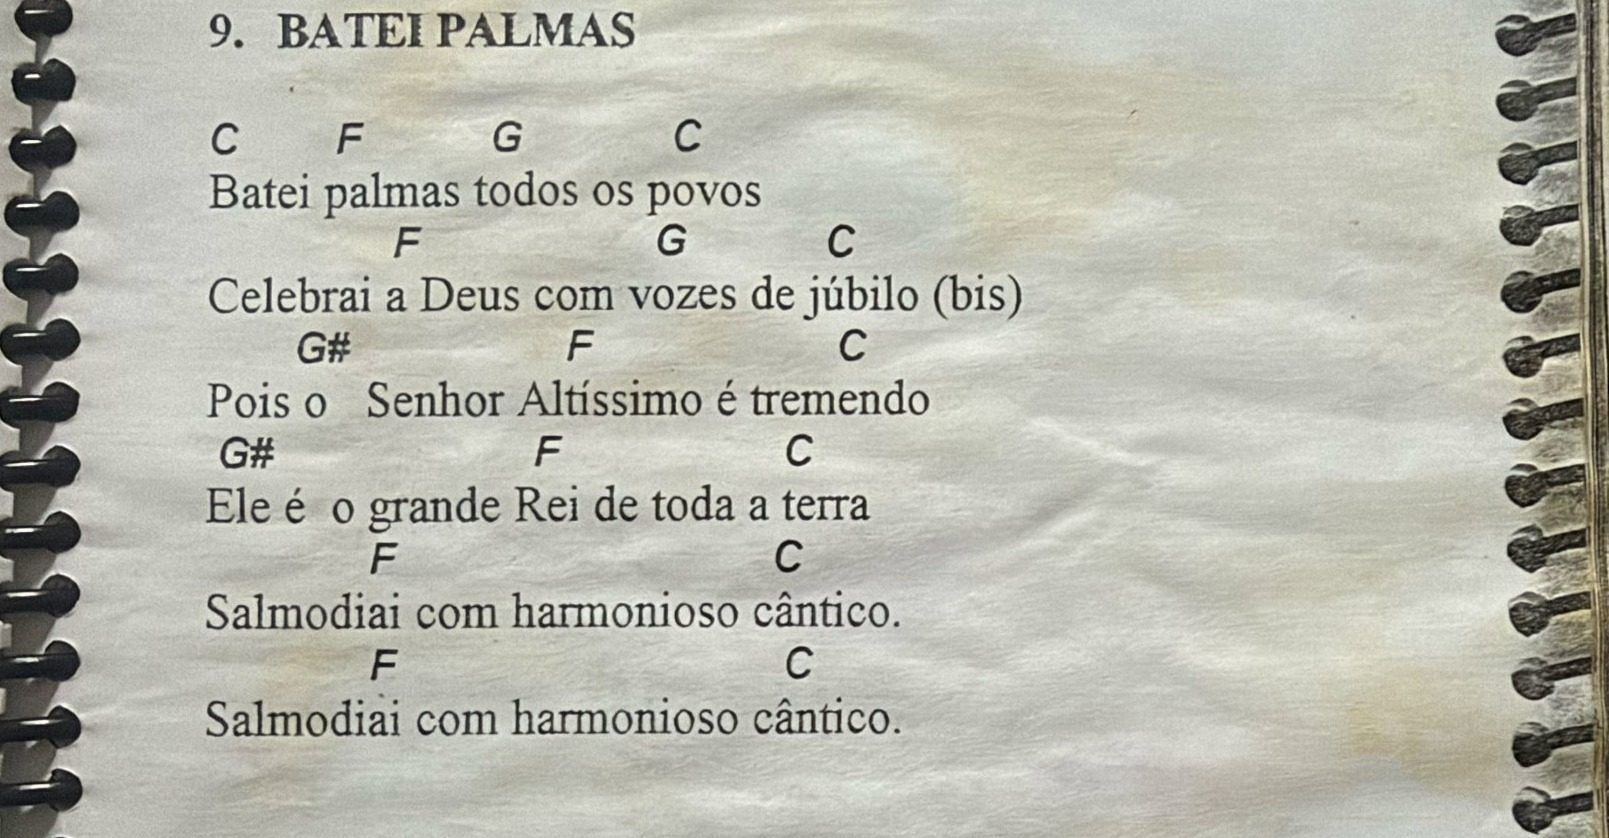 9. BATEI PALMAS
C F G C
Batei palmas todos os povos
F G C
Celebrai a Deus com vozes de júbilo (bis)
G# F C
Pois o Senhor Altíssimo é tremendo
G# F C
Ele é o grande Rei de toda a terra
F C
Salmodiai com harmonioso cântico.
F C
Salmodiai com harmonioso cântico.